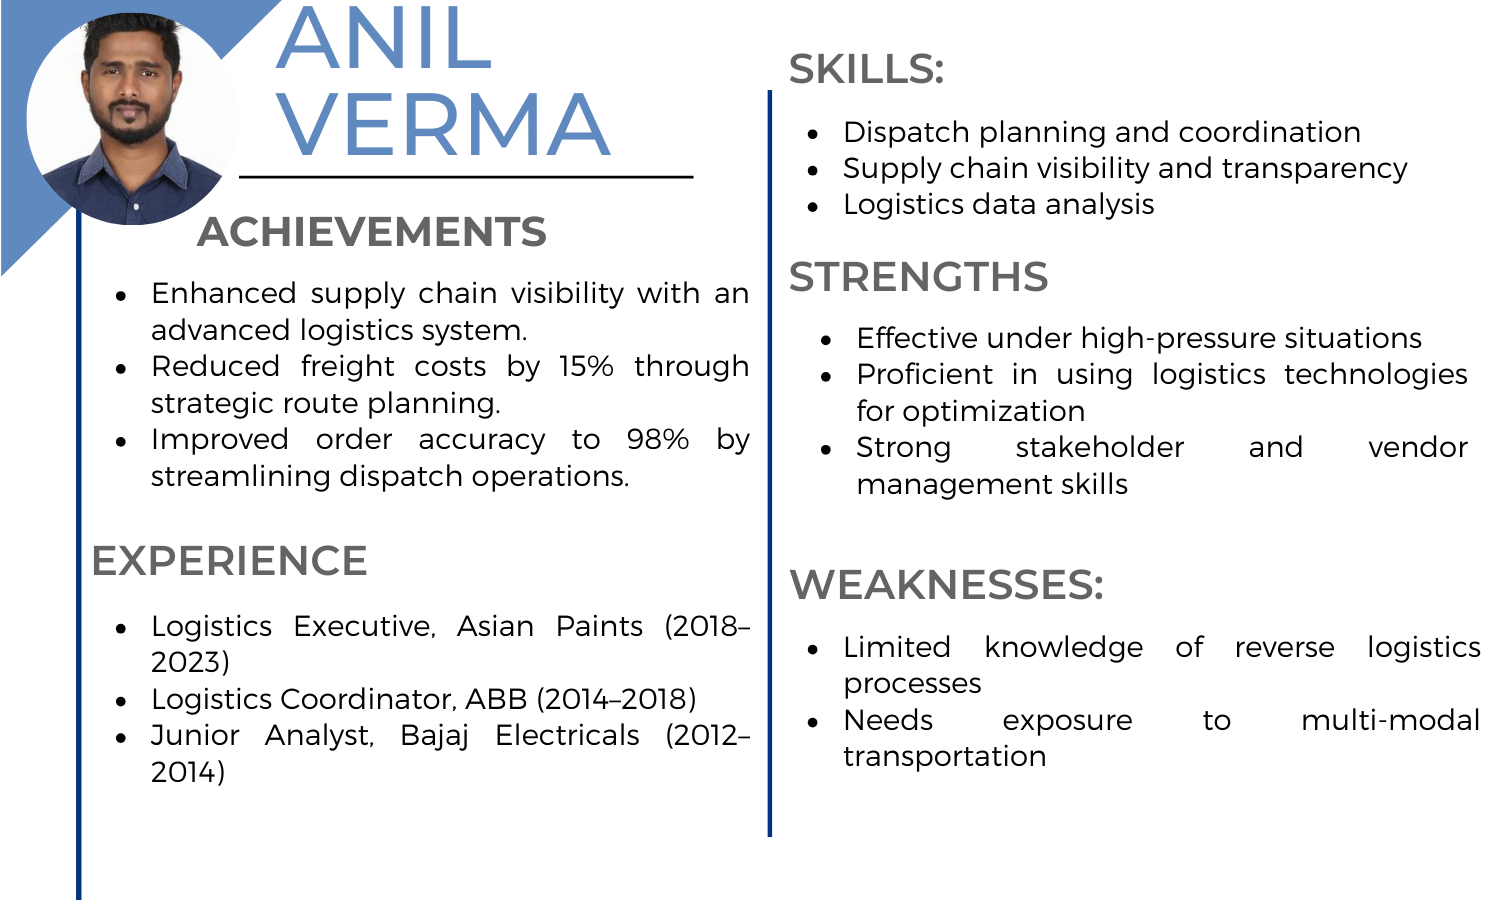 ANIL
VERMA
ACHIEVEMENTS
• Enhanced supply chain visibility with an
advanced logistics system.
• Reduced freight costs by 15% through
strategic route planning.
• Improved order accuracy to 98% by
streamlining dispatch operations.
EXPERIENCE
• Logistics Executive, Asian Paints (2018–
2023)
• Logistics Coordinator, ABB (2014–2018)
• Junior Analyst, Bajaj Electricals (2012–
2014)
SKILLS:
• Dispatch planning and coordination
• Supply chain visibility and transparency
• Logistics data analysis
STRENGTHS
• Effective under high-pressure situations
• Proficient in using logistics technologies
for optimization
• Strong stakeholder and vendor
management skills
WEAKNESSES:
• Limited knowledge of reverse logistics
processes
• Needs exposure to multi-modal
transportation